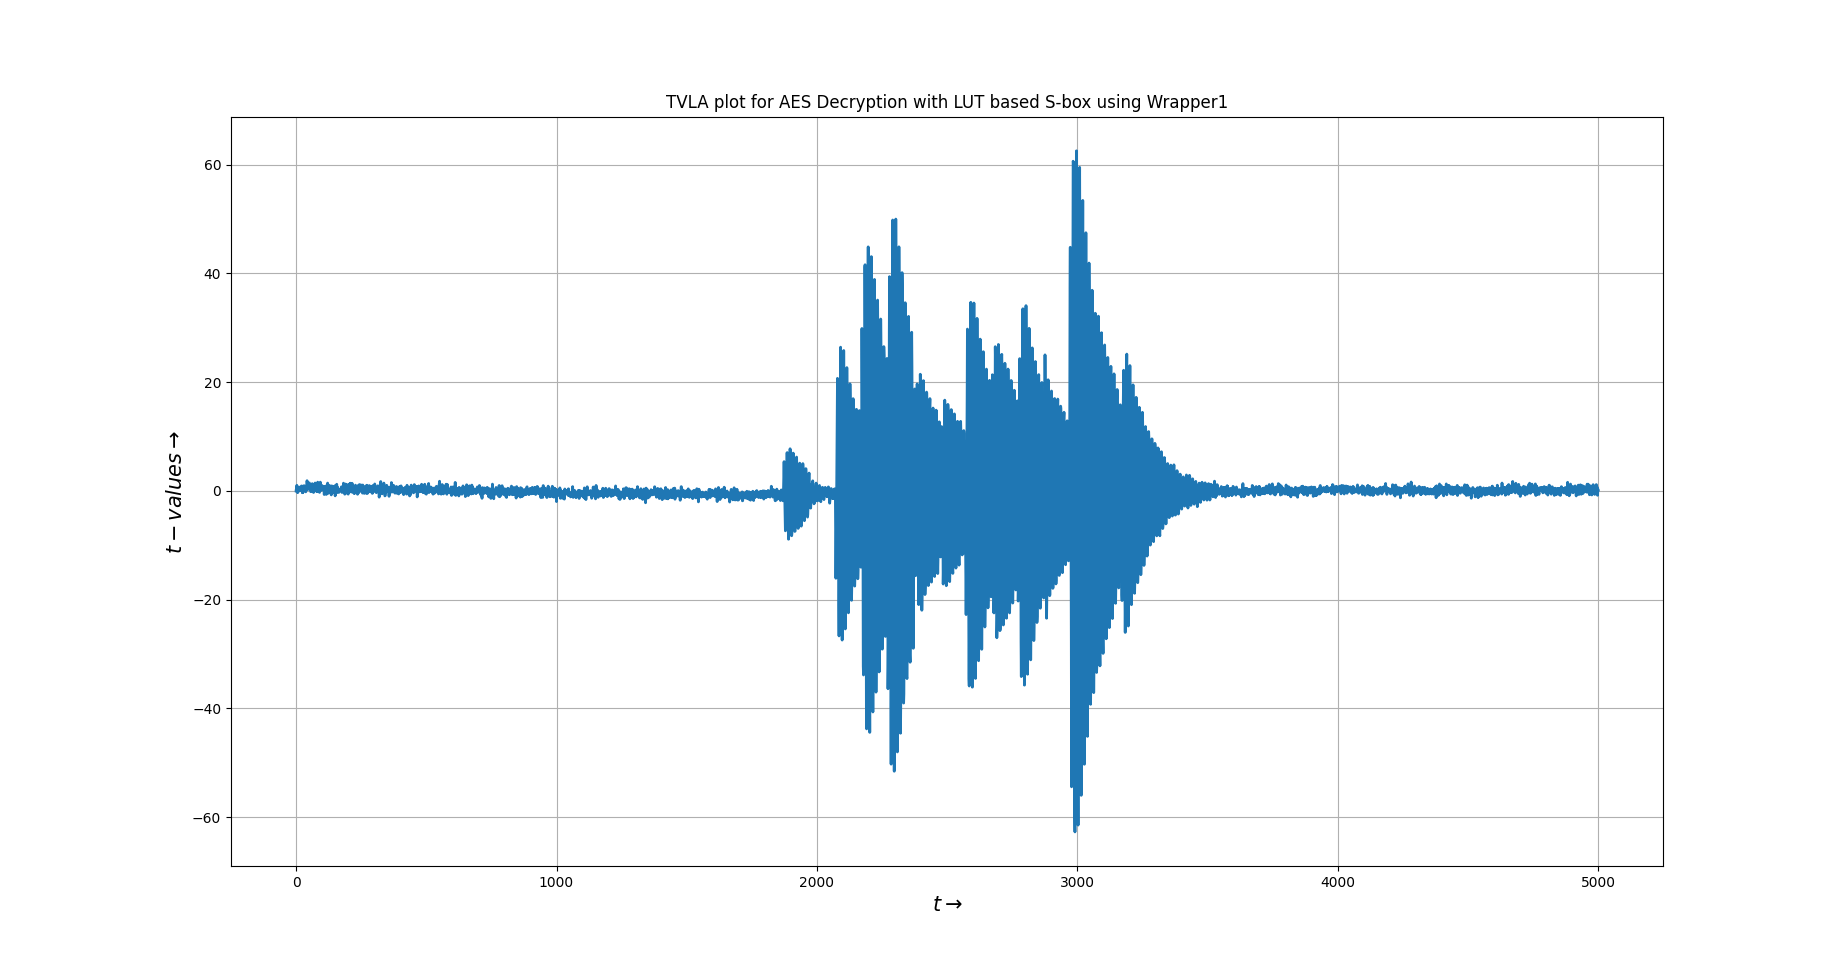 TVLA plot for AES Decryption with LUT based S-box using Wrapper1
60
40
20
0
−20
−40
−60
t − values →
0 1000 2000 3000 4000 5000
t →